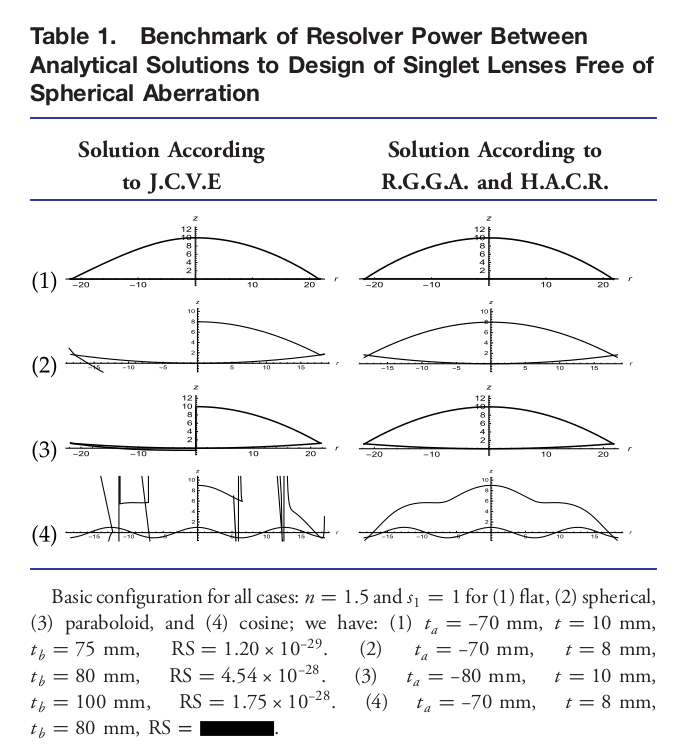 Table 1. Benchmark of Resolver Power Between
Analytical Solutions to Design of Singlet Lenses Free of
Spherical Aberration
Solution According
to J.C.V.E
Solution According to
R.G.G.A. and H.A.C.R.
(1)
z
12
10
8
6
4
2
−20 −10 10 20 r
z
12
10
8
6
4
2
−20 −10 10 20 r
(2)
z
10
8
6
4
2
−15 −10 −5 5 10 15 r
z
10
8
6
4
2
−15 −10 −5 5 10 15 r
(3)
z
12
10
8
6
4
2
−20 −10 10 20 r
z
12
10
8
6
4
2
−20 −10 10 20 r
(4)
z
10
8
6
4
2
−15 −10 −5 5 10 15 r
z
10
8
6
4
2
−15 −10 −5 5 10 15 r
Basic configuration for all cases: n = 1.5 and s₁ = 1 for (1) flat, (2) spherical,
(3) paraboloid, and (4) cosine; we have: (1) tₐ = –70 mm, t = 10 mm,
t_b = 75 mm, RS = 1.20 × 10⁻²⁹. (2) tₐ = –70 mm, t = 8 mm,
t_b = 80 mm, RS = 4.54 × 10⁻²⁸. (3) tₐ = –80 mm, t = 10 mm,
t_b = 100 mm, RS = 1.75 × 10⁻²⁸. (4) tₐ = –70 mm, t = 8 mm,
t_b = 80 mm, RS = .